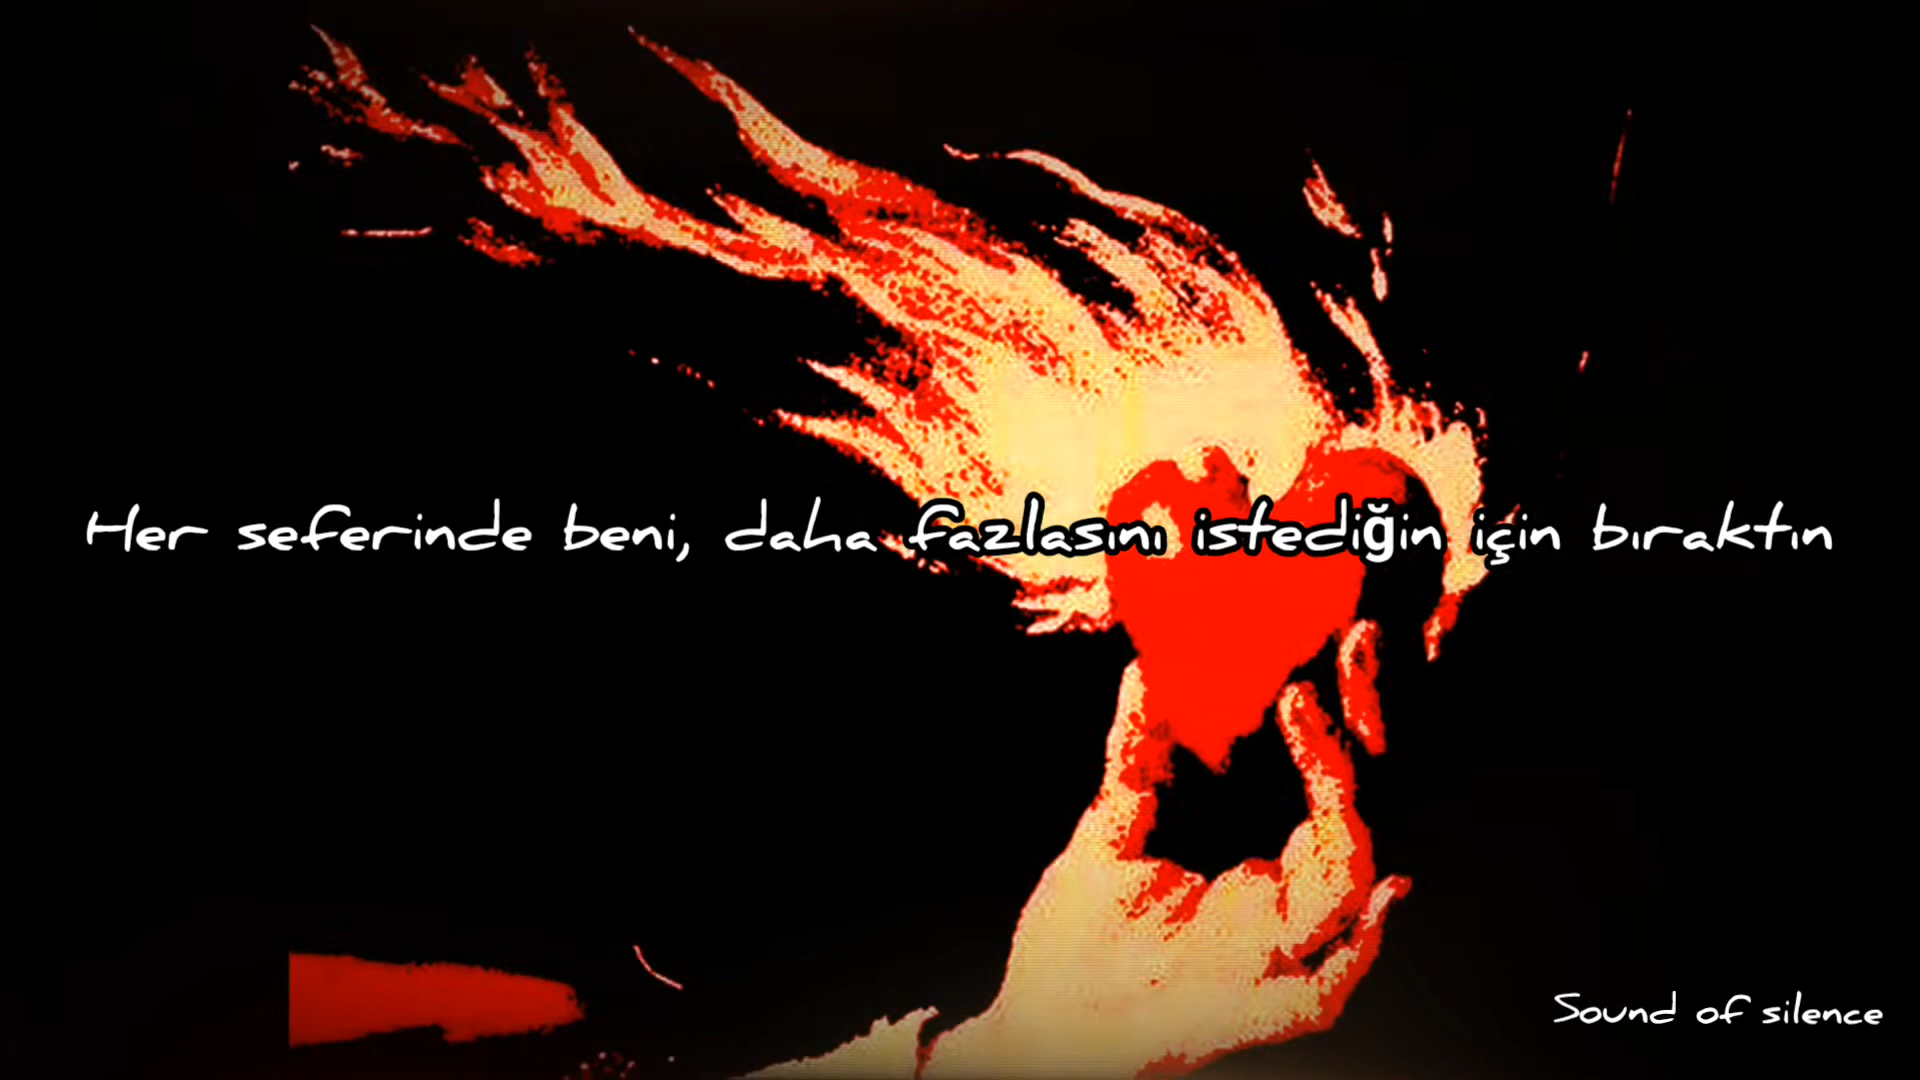 Her seferinde beni, daha fazlasını istediğin için bıraktın
Sound of silence